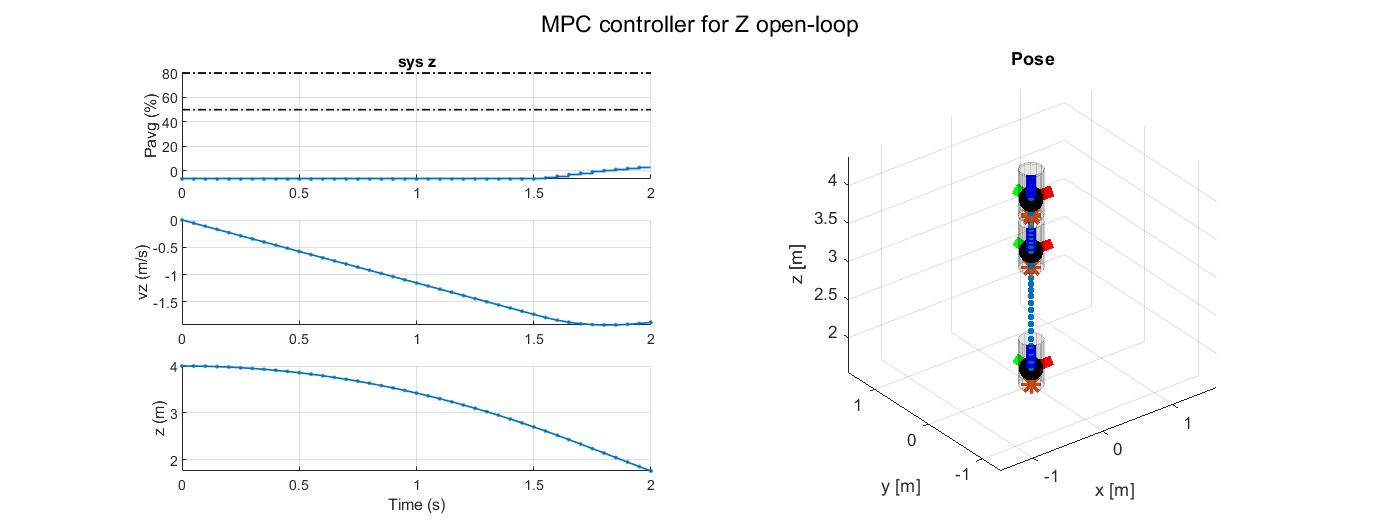 MPC controller for Z open-loop
sys z
Pavg (%)
80
60
40
20
0
0 0.5 1 1.5 2
vz (m/s)
0
-0.5
-1
-1.5
0 0.5 1 1.5 2
z (m)
4
3
2
0 0.5 1 1.5 2
Time (s)
Pose
z [m]
4
3.5
3
2.5
2
1
0
-1
y [m]
-1
0
1
x [m]